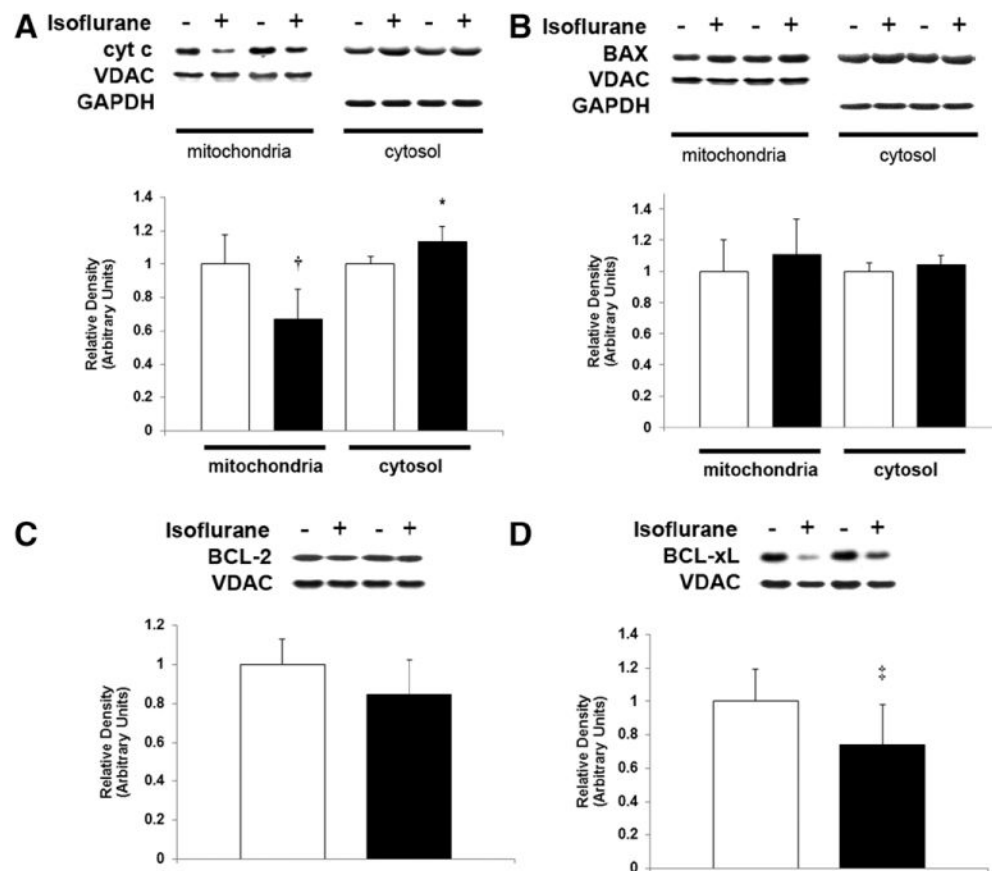 A
Isoflurane - + - + - + - +
cyt c
VDAC
GAPDH
mitochondria cytosol
Relative Density
(Arbitrary Units)
1.4
1.2
1
0.8
0.6
0.4
0.2
0
†
*
mitochondria cytosol
B
Isoflurane - + - + - + - +
BAX
VDAC
GAPDH
mitochondria cytosol
Relative Density
(Arbitrary Units)
1.4
1.2
1
0.8
0.6
0.4
0.2
0
mitochondria cytosol
C
Isoflurane - + - +
BCL-2
VDAC
Relative Density
(Arbitrary Units)
1.2
1
0.8
0.6
0.4
0.2
0
D
Isoflurane - + - +
BCL-xL
VDAC
Relative Density
(Arbitrary Units)
1.4
1.2
1
0.8
0.6
0.4
0.2
0
‡